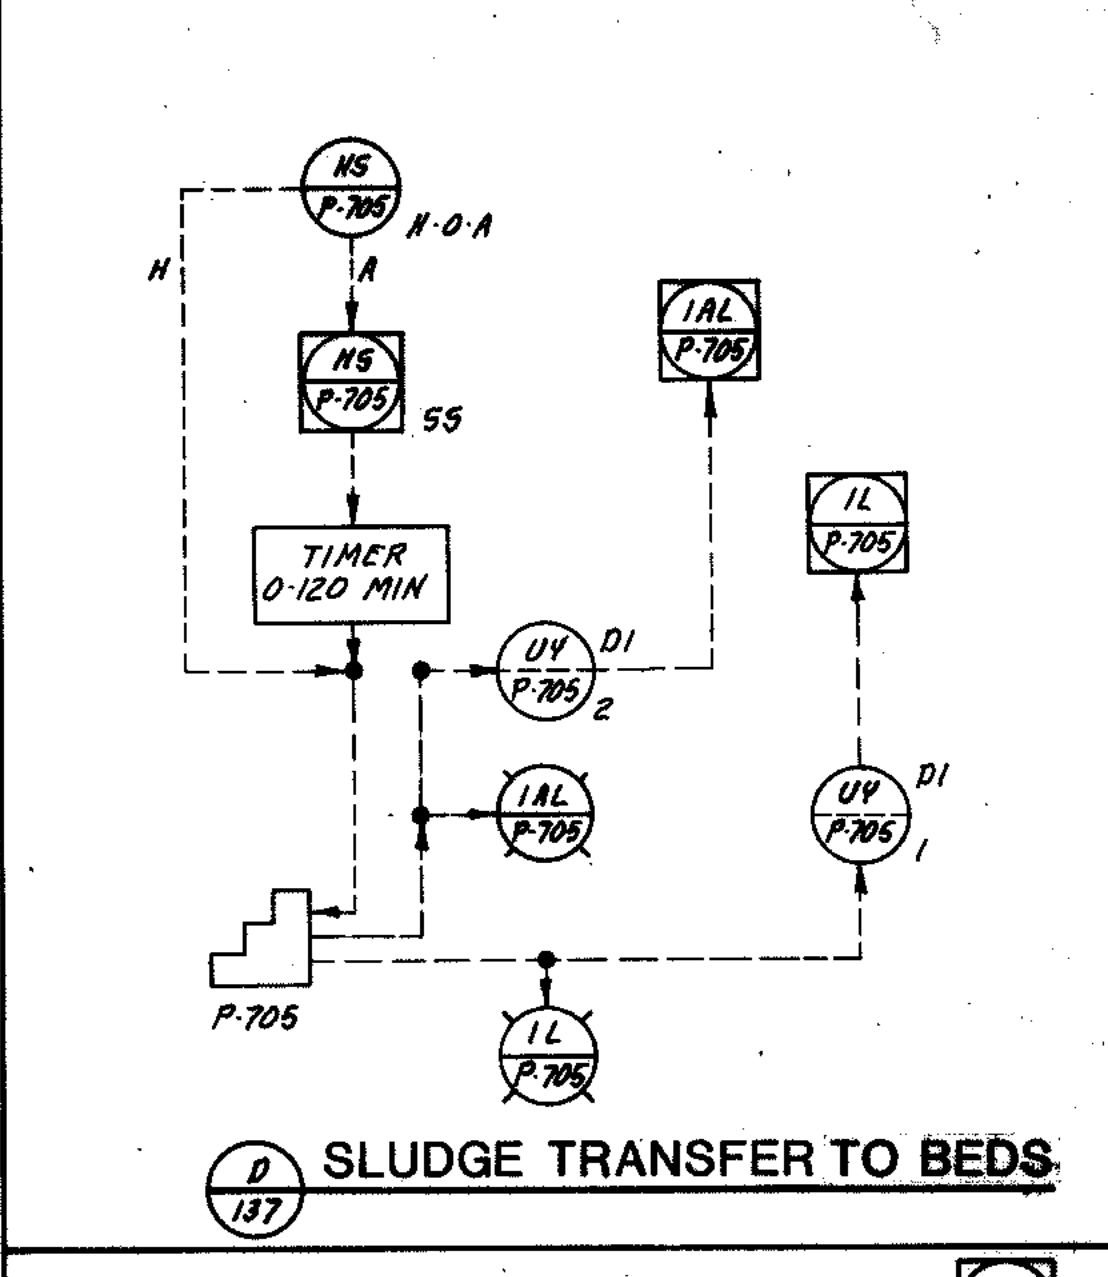 HS
P-705
H-O-A
H
A
HS
P-705
SS
IAL
P-705
IL
P-705
TIMER
0-120 MIN
UY
P-705
DI
2
IAL
P-705
UY
P-705
DI
1
P-705
IL
P-705
D
137
SLUDGE TRANSFER TO BEDS